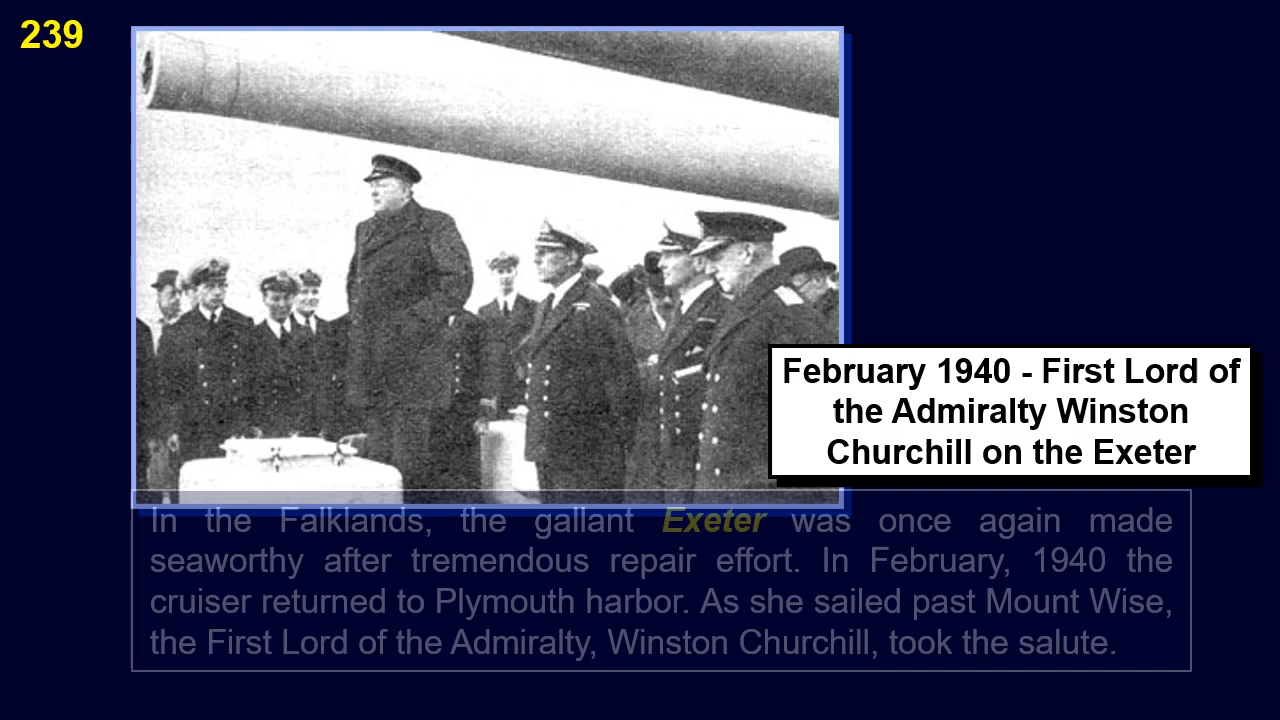 239
February 1940 - First Lord of
the Admiralty Winston
Churchill on the Exeter
In the Falklands, the gallant Exeter was once again made
seaworthy after tremendous repair effort. In February, 1940 the
cruiser returned to Plymouth harbor. As she sailed past Mount Wise,
the First Lord of the Admiralty, Winston Churchill, took the salute.